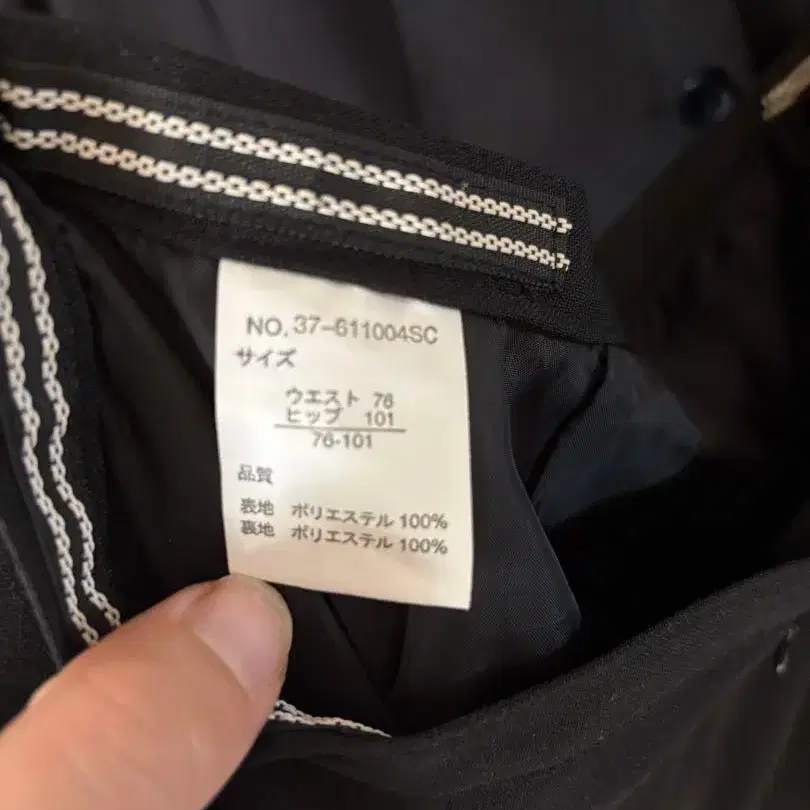 NO. 37-611004SC
サイズ
ウエスト 76
ヒップ 101
76-101
品質
表地 ポリエステル 100%
裏地 ポリエステル 100%